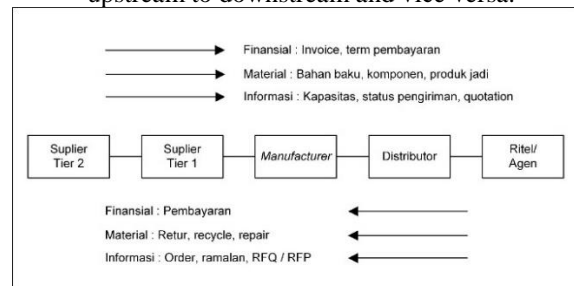 upstream to downstream and vice versa.
Finansial : Invoice, term pembayaran
Material : Bahan baku, komponen, produk jadi
Informasi : Kapasitas, status pengiriman, quotation
Suplier
Tier 2
Suplier
Tier 1
Manufacturer
Distributor
Ritel/
Agen
Finansial : Pembayaran
Material : Retur, recycle, repair
Informasi : Order, ramalan, RFQ / RFP